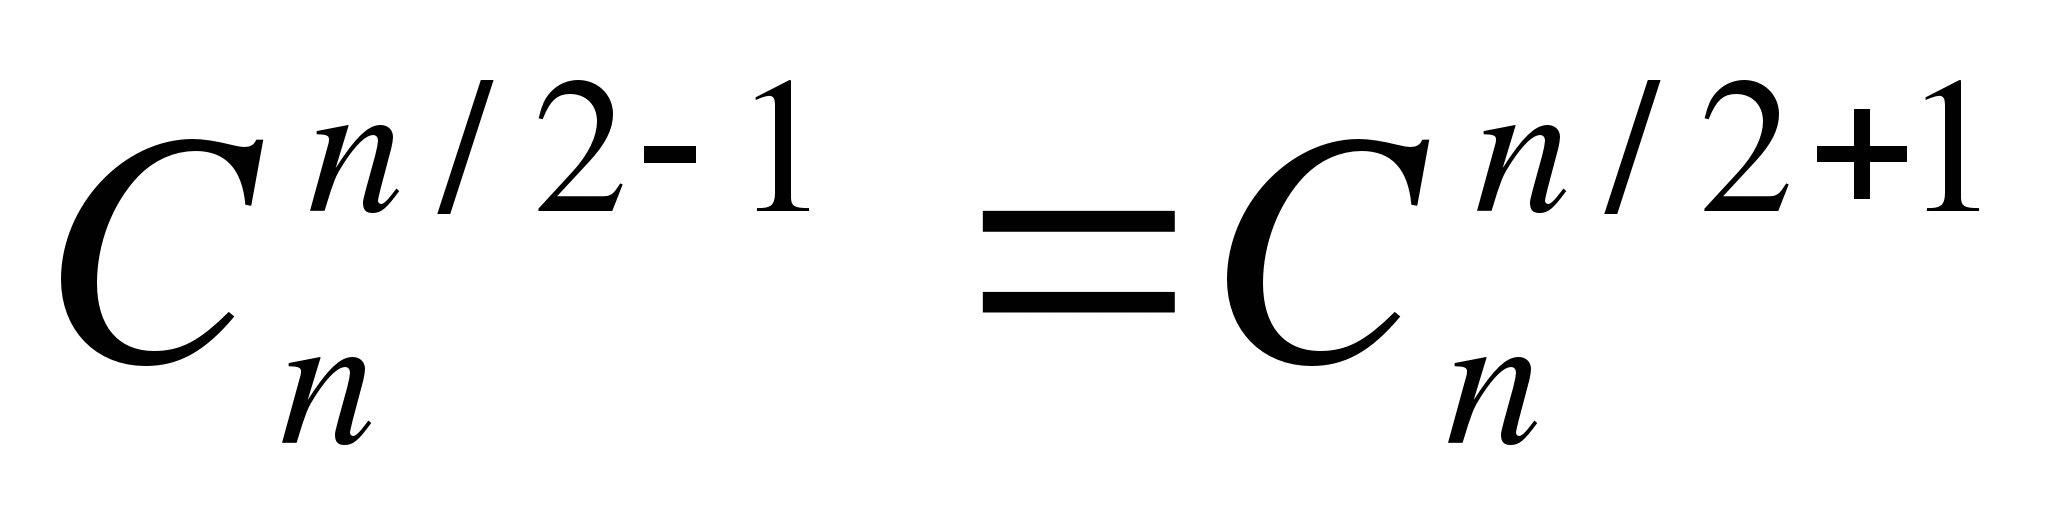 C_n^{n/2-1} = C_n^{n/2+1}